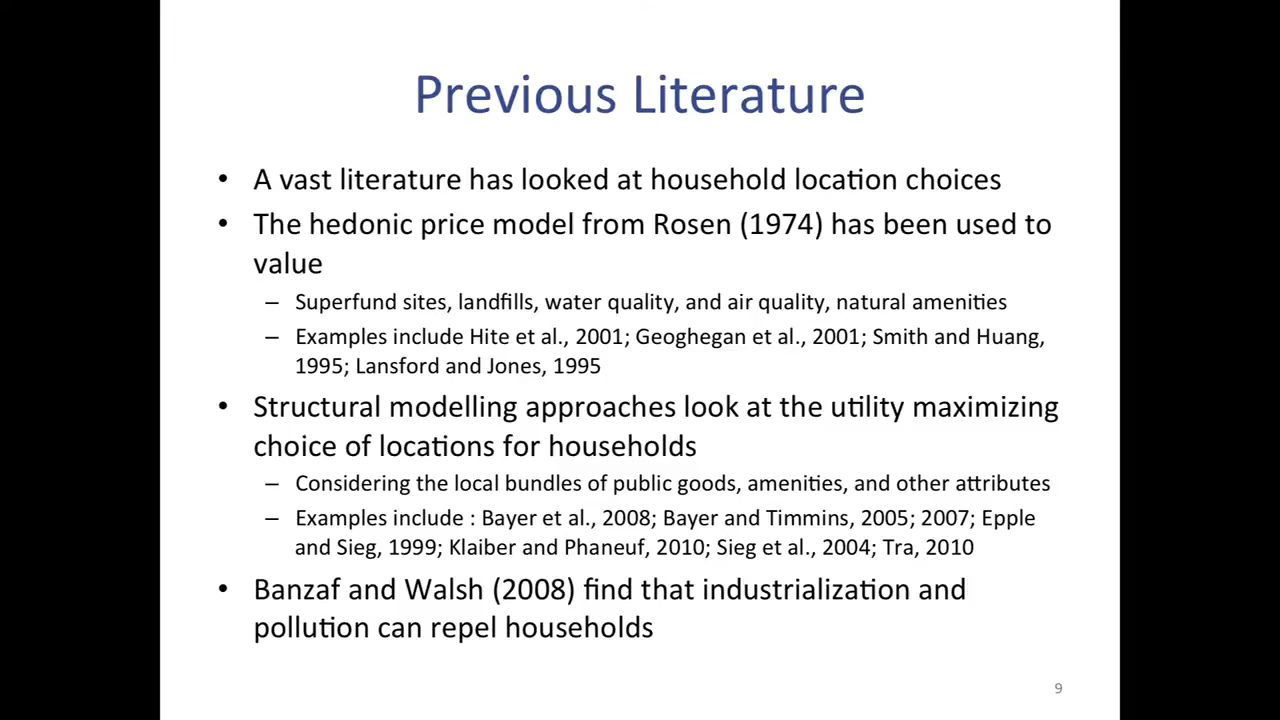 Previous Literature
• A vast literature has looked at household location choices
• The hedonic price model from Rosen (1974) has been used to
value
– Superfund sites, landfills, water quality, and air quality, natural amenities
– Examples include Hite et al., 2001; Geoghegan et al., 2001; Smith and Huang,
1995; Lansford and Jones, 1995
• Structural modelling approaches look at the utility maximizing
choice of locations for households
– Considering the local bundles of public goods, amenities, and other attributes
– Examples include : Bayer et al., 2008; Bayer and Timmins, 2005; 2007; Epple
and Sieg, 1999; Klaiber and Phaneuf, 2010; Sieg et al., 2004; Tra, 2010
• Banzaf and Walsh (2008) find that industrialization and
pollution can repel households
9